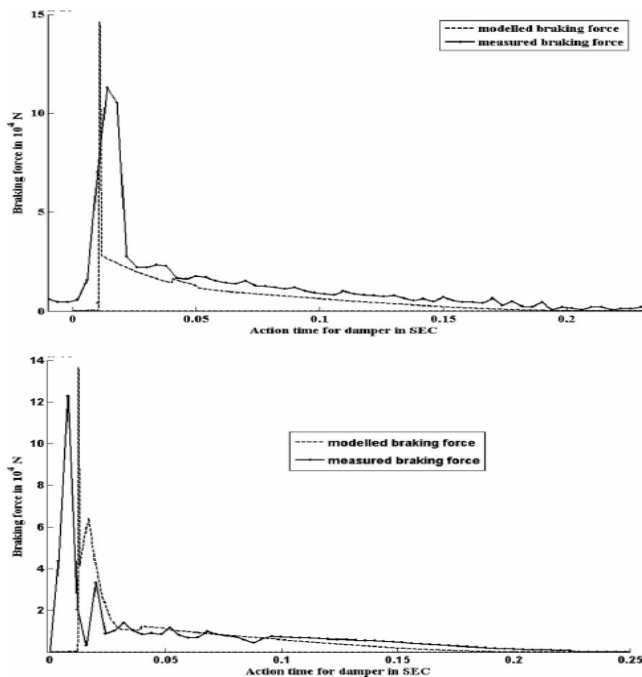 15
10
5
0
Braking force in 10⁴ N
modelled braking force
measured braking force
0
0.05
0.1
0.15
0.2
Action time for damper in SEC
14
12
10
8
6
4
2
Braking force in 10⁴ N
modelled braking force
measured braking force
0
0.05
0.1
0.15
0.2
0.25
Action time for damper in SEC